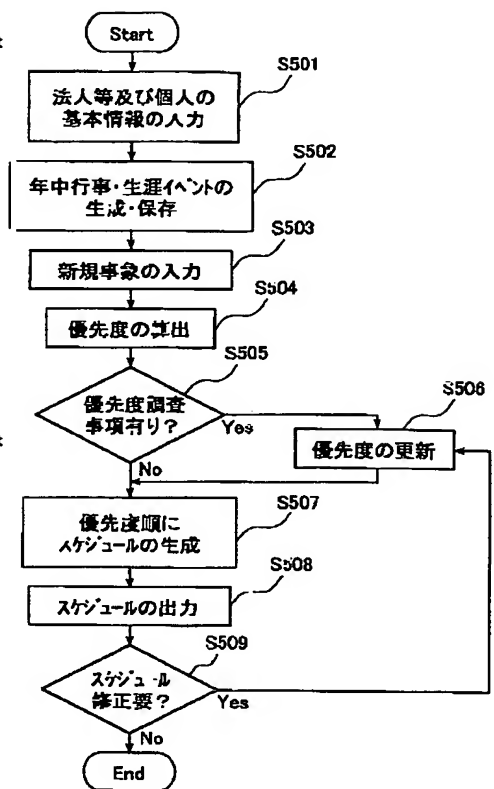 Start
S501
法人等及び個人の
基本情報の入力
S502
年中行事・生涯イベントの
生成・保存
S503
新規事象の入力
S504
優先度の算出
S505
優先度調査
事項有り？
Yes
S506
優先度の更新
No
S507
優先度順に
スケジュールの生成
S508
スケジュールの出力
S509
スケジュール
修正要？
Yes
No
End